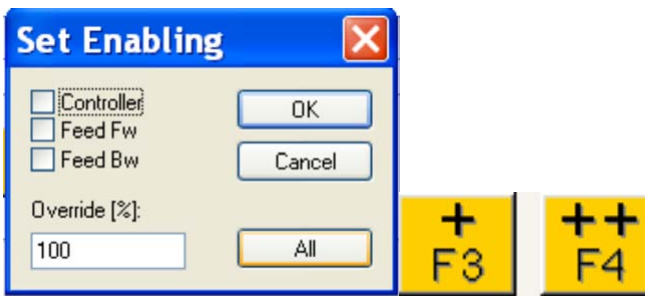 Set Enabling
Controller
Feed Fw
Feed Bw
OK
Cancel
Override [%]:
100
All
+
F3
++
F4